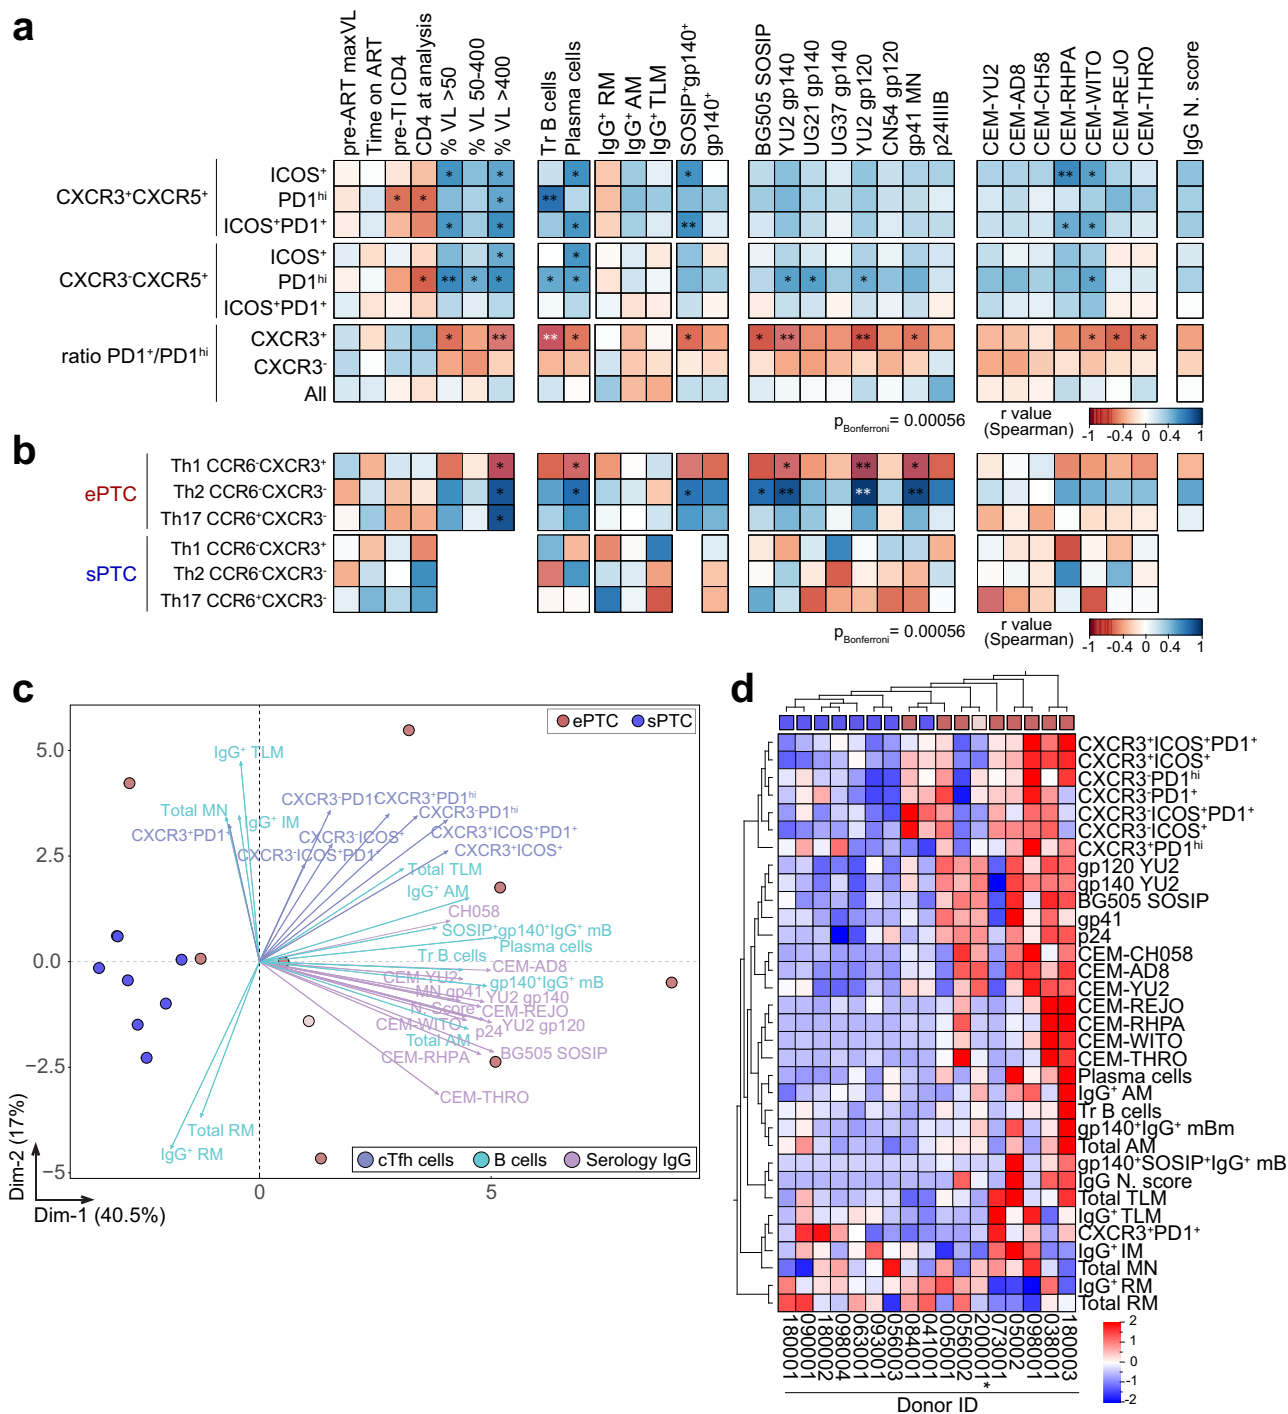 a
pre-ART maxVL
Time on ART
pre-TI CD4
CD4 at analysis
% VL >50
% VL 50-400
% VL >400
Tr B cells
Plasma cells
IgG⁺ RM
IgG⁺ AM
IgG⁺ TLM
SOSIP⁺gp140⁺
gp140⁺
BG505 SOSIP
YU2 gp140
UG21 gp140
UG37 gp140
YU2 gp120
CN54 gp120
gp41 MN
p24IIIB
CEM-YU2
CEM-AD8
CEM-CH58
CEM-RHPA
CEM-WITO
CEM-REJO
CEM-THRO
IgG N. score
CXCR3⁺CXCR5⁺
ICOS⁺
PD1ʰⁱ
ICOS⁺PD1⁺
CXCR3⁻CXCR5⁺
ICOS⁺
PD1ʰⁱ
ICOS⁺PD1⁺
ratio PD1⁺/PD1ʰⁱ
CXCR3⁺
CXCR3⁻
All
p Bonferroni = 0.00056
r value
(Spearman)
-1 -0.4 0 0.4 1
b
ePTC
Th1 CCR6⁻CXCR3⁺
Th2 CCR6⁻CXCR3⁻
Th17 CCR6⁺CXCR3⁻
sPTC
Th1 CCR6⁻CXCR3⁺
Th2 CCR6⁻CXCR3⁻
Th17 CCR6⁺CXCR3⁻
p Bonferroni = 0.00056
r value
(Spearman)
-1 -0.4 0 0.4 1
c
ePTC sPTC
5.0
2.5
0.0
−2.5
−5
0
5
Dim-2 (17%)
Dim-1 (40.5%)
IgG⁺ TLM
Total MN
IgG⁺ IM
CXCR3⁺PD1⁺
CXCR3⁻PD1⁺
CXCR3⁺PD1ʰⁱ
CXCR3⁻PD1ʰⁱ
CXCR3⁻ICOS⁺
CXCR3⁺ICOS⁺PD1⁺
CXCR3⁻ICOS⁺PD1⁺
CXCR3⁺ICOS⁺
Total TLM
IgG⁺ AM
CH058
SOSIP⁺gp140⁺IgG⁺ mB
Plasma cells
Tr B cells
CEM-AD8
CEM-YU2
gp140⁺IgG⁺ mB
MN gp41
YU2 gp140
N. Score
CEM-REJO
CEM-WITO
p24
YU2 gp120
Total AM
CEM-RHPA
BG505 SOSIP
CEM-THRO
Total RM
IgG⁺ RM
cTfh cells B cells Serology IgG
d
CXCR3⁺ICOS⁺PD1⁺
CXCR3⁺ICOS⁺
CXCR3⁻PD1ʰⁱ
CXCR3⁻PD1⁺
CXCR3⁻ICOS⁺PD1⁺
CXCR3⁻ICOS⁺
CXCR3⁺PD1ʰⁱ
gp120 YU2
gp140 YU2
BG505 SOSIP
gp41
p24
CEM-CH058
CEM-AD8
CEM-YU2
CEM-REJO
CEM-RHPA
CEM-WITO
CEM-THRO
Plasma cells
IgG⁺ AM
Tr B cells
gp140⁺IgG⁺ mBm
Total AM
gp140⁺SOSIP⁺IgG⁺ mB
IgG N. score
Total TLM
IgG⁺ TLM
CXCR3⁺PD1⁺
IgG⁺ IM
Total MN
IgG⁺ RM
Total RM
180001
090001
180002
098004
063001
093001
056003
084001
041001
005001
056002
200001*
073001
05002
098001
038001
180003
Donor ID
2
1
0
-1
-2